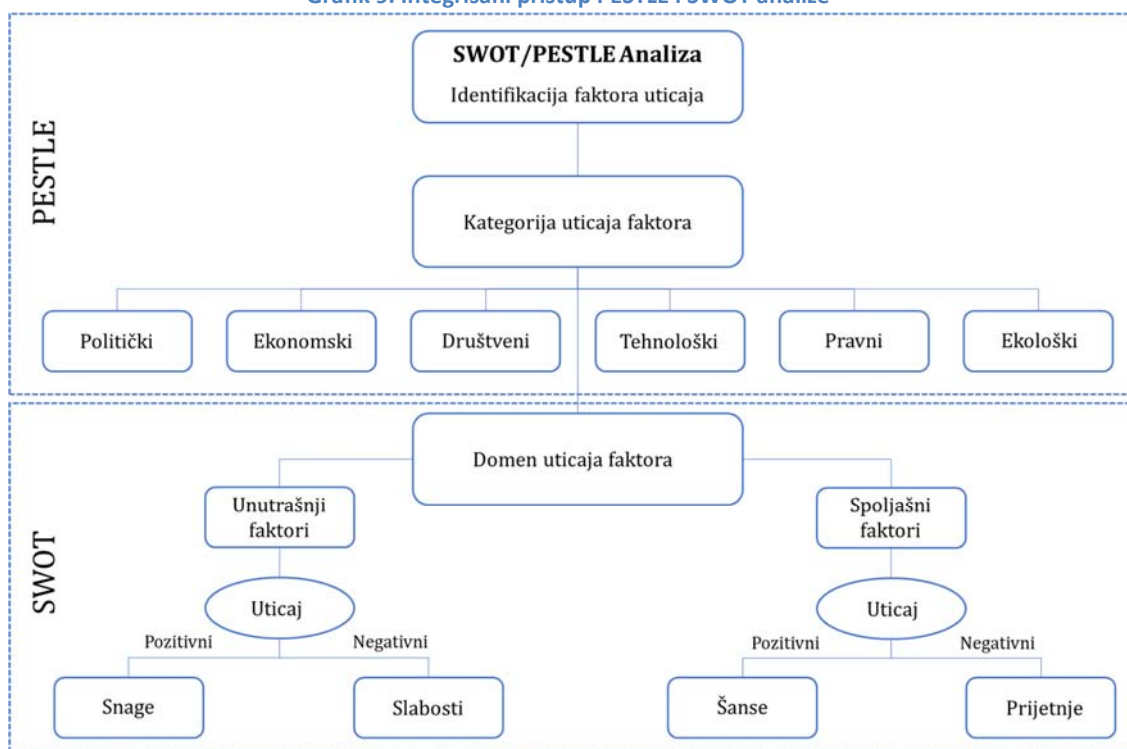 PESTLE
SWOT/PESTLE Analiza
Identifikacija faktora uticaja
Kategorija uticaja faktora
Politički
Ekonomski
Društveni
Tehnološki
Pravni
Ekološki
SWOT
Domen uticaja faktora
Unutrašnji
faktori
Spoljašni
faktori
Uticaj
Uticaj
Pozitivni
Negativni
Pozitivni
Negativni
Snage
Slabosti
Šanse
Prijetnje